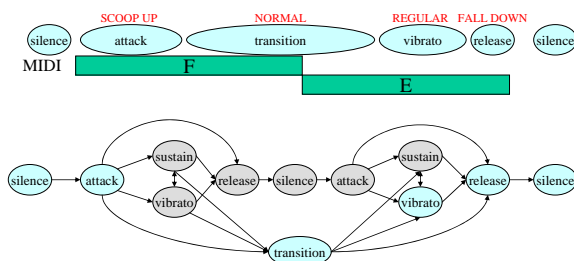 SCOOP UP NORMAL REGULAR FALL DOWN
silence attack transition vibrato release silence
MIDI F
E
sustain sustain
silence attack release silence attack release silence
vibrato vibrato
transition